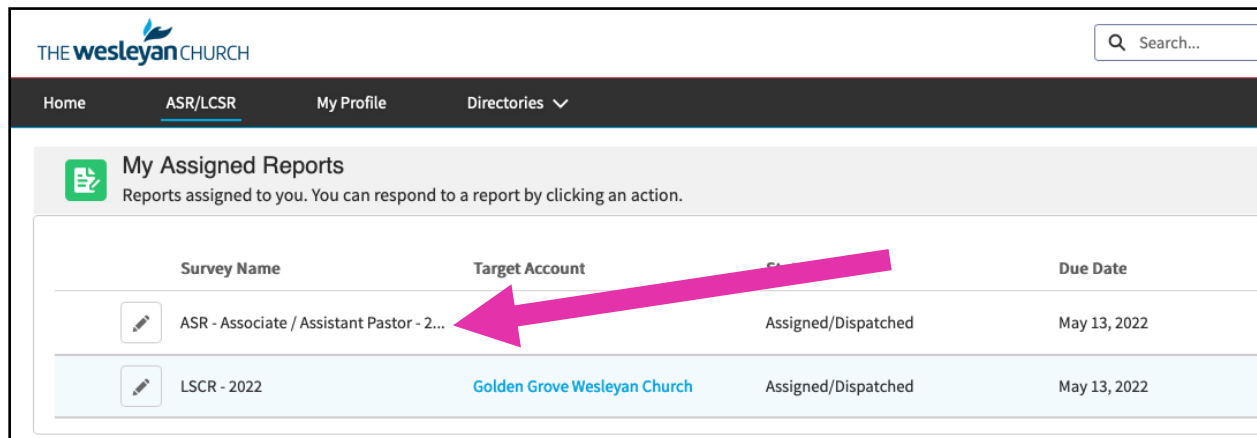 THE wesleyan CHURCH
Search...
Home ASR/LCSR My Profile Directories
My Assigned Reports
Reports assigned to you. You can respond to a report by clicking an action.
Survey Name Target Account Due Date
ASR - Associate / Assistant Pastor - 2... Assigned/Dispatched May 13, 2022
LSCR - 2022 Golden Grove Wesleyan Church Assigned/Dispatched May 13, 2022